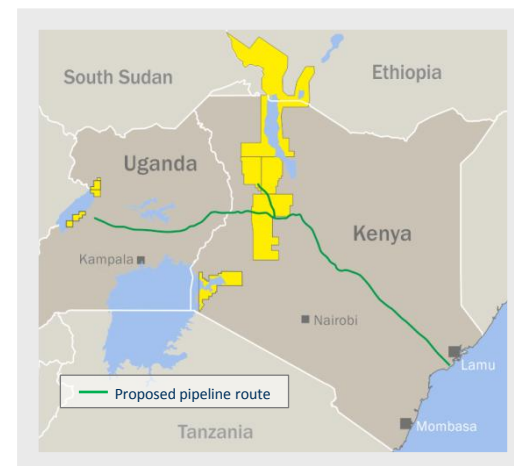 South Sudan
Ethiopia
Uganda
Kenya
Kampala
Nairobi
Lamu
Proposed pipeline route
Mombasa
Tanzania